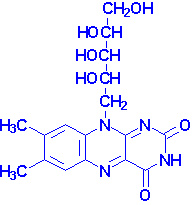 CH₂OH
HOCH
HOCH
HOCH
CH₂
H₃C N N O
H₃C N NH
O